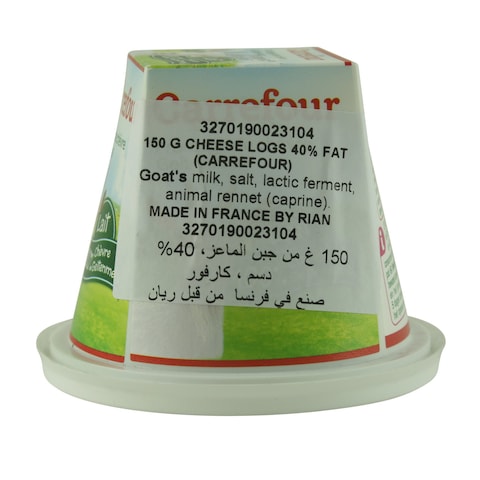 Carrefour
3270190023104
150 G CHEESE LOGS 40% FAT
(CARREFOUR)
Goat's milk, salt, lactic ferment,
animal rennet (caprine).
MADE IN FRANCE BY RIAN
3270190023104
150 غ من جبن الماعز، 40%
دسم ، كارفور
صنع في فرنسا من قبل ريان
Lait